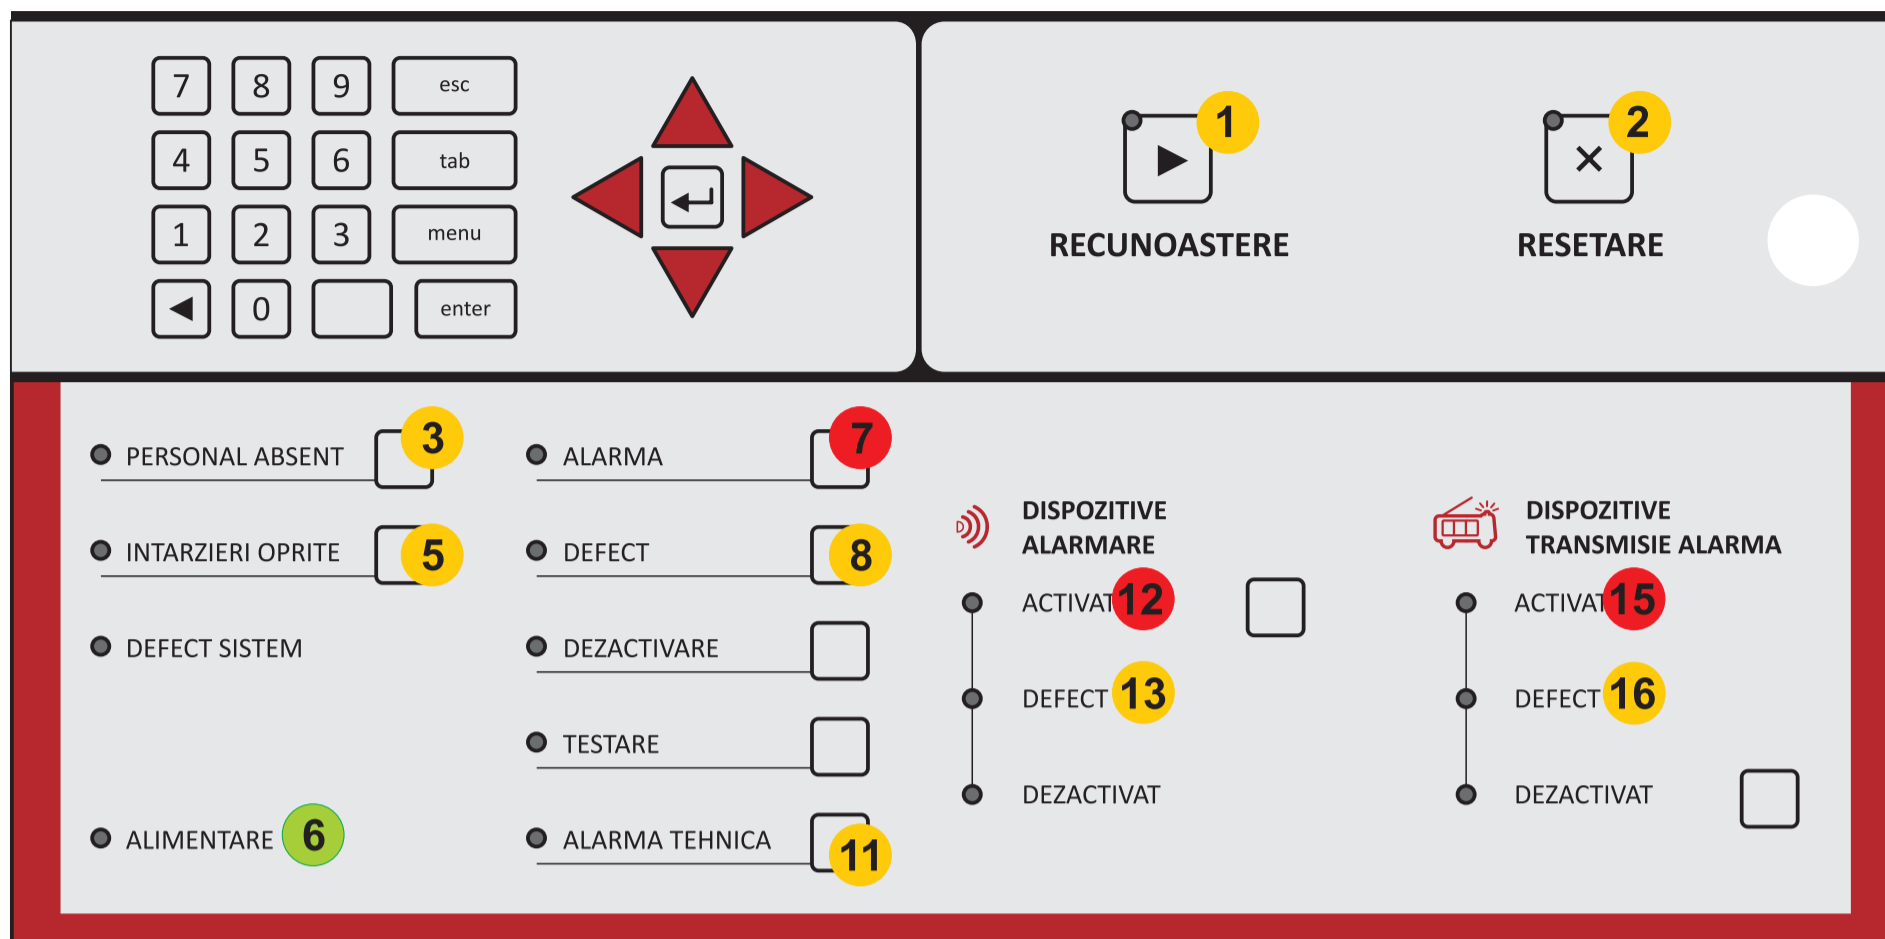 7 8 9 esc
4 5 6 tab
1 2 3 menu
0 enter
1
RECUNOASTERE
2
RESETARE
PERSONAL ABSENT 3
INTARZIERI OPRITE 5
DEFECT SISTEM
ALIMENTARE 6
ALARMA 7
DEFECT 8
DEZACTIVARE
TESTARE
ALARMA TEHNICA 11
DISPOZITIVE
ALARMARE
ACTIVAT 12
DEFECT 13
DEZACTIVAT
DISPOZITIVE
TRANSMISIE ALARMA
ACTIVAT 15
DEFECT 16
DEZACTIVAT